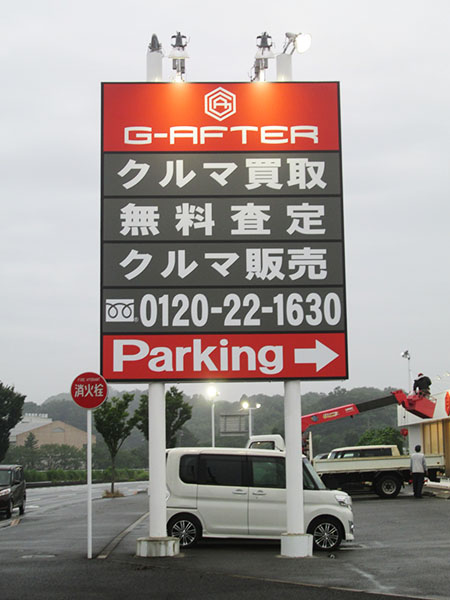 G-AFTER
クルマ買取
無料査定
クルマ販売
0120-22-1630
Parking →
消火栓